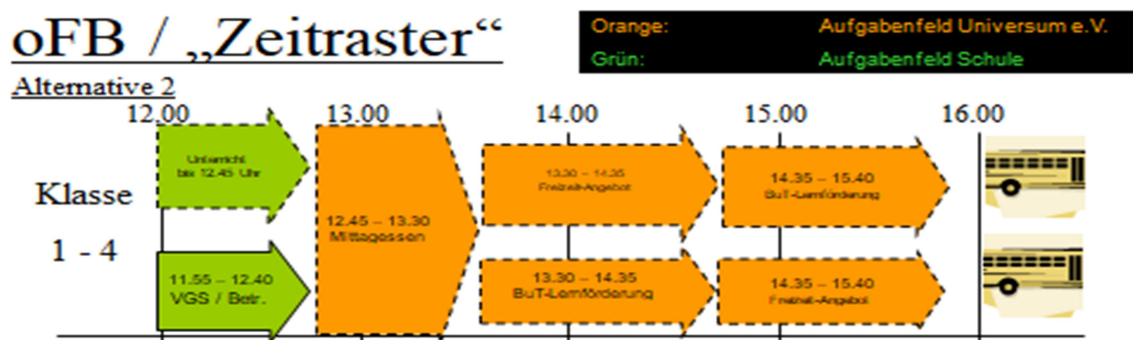 oFB / „Zeitraster“
Orange: Aufgabenfeld Universum e.V.
Grün: Aufgabenfeld Schule
Alternative 2
12.00 13.00 14.00 15.00 16.00
Klasse
1 - 4
Unterricht
bis 12.45 Uhr
11.55 – 12.40
VGS / Betr.
12.45 – 13.30
Mittagessen
13.30 – 14.35
Freizeit-Angebot
14.35 – 15.40
BuT-Lernförderung
13.30 – 14.35
BuT-Lernförderung
14.35 – 15.40
Freizeit-Angebot